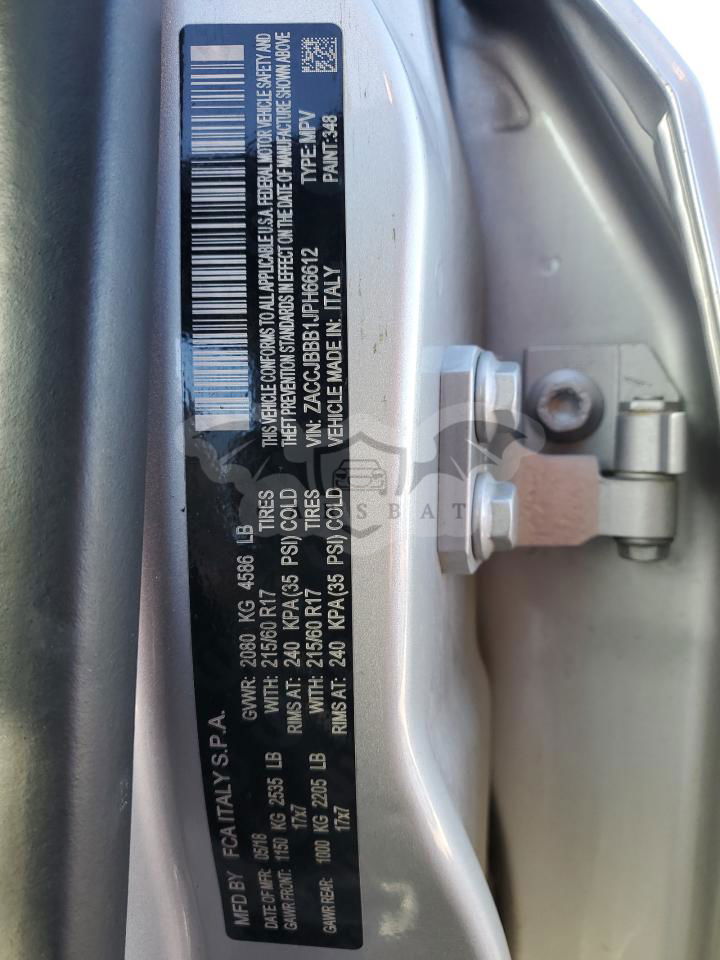 MFD BY FCA ITALY S.P.A.
DATE OF MFR: 05/18 GVWR: 2080 KG 4586 LB
GAWR FRONT: 1150 KG 2535 LB WITH: 215/60 R17 TIRES
17x7 RIMS AT: 240 KPA(35 PSI) COLD
GAWR REAR: 1000 KG 2205 LB WITH: 215/60 R17 TIRES
17x7 RIMS AT: 240 KPA(35 PSI) COLD
THIS VEHICLE CONFORMS TO ALL APPLICABLE U.S.A. FEDERAL MOTOR VEHICLE SAFETY AND
THEFT PREVENTION STANDARDS IN EFFECT ON THE DATE OF MANUFACTURE SHOWN ABOVE
VIN: ZACCJBBB1JPH66612 TYPE: MPV
VEHICLE MADE IN: ITALY PAINT: 348